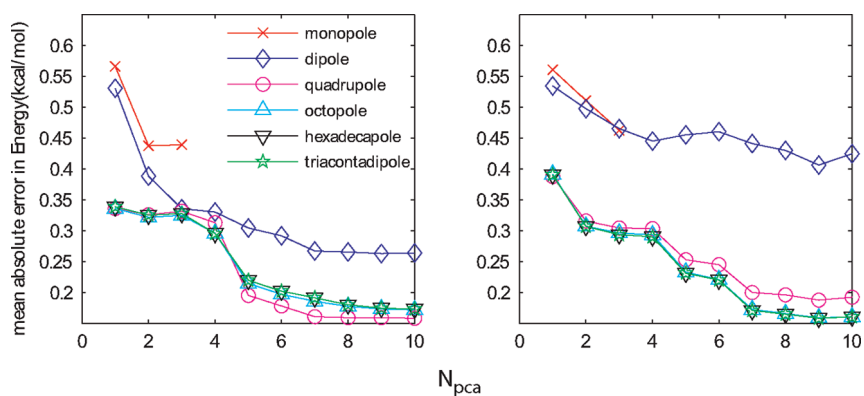 mean absolute error in Energy(kcal/mol)
0.6
0.55
0.5
0.45
0.4
0.35
0.3
0.25
0.2
0 2 4 6 8 10
monopole
dipole
quadrupole
octopole
hexadecapole
triacontadipole
0.6
0.55
0.5
0.45
0.4
0.35
0.3
0.25
0.2
0 2 4 6 8 10
Npca